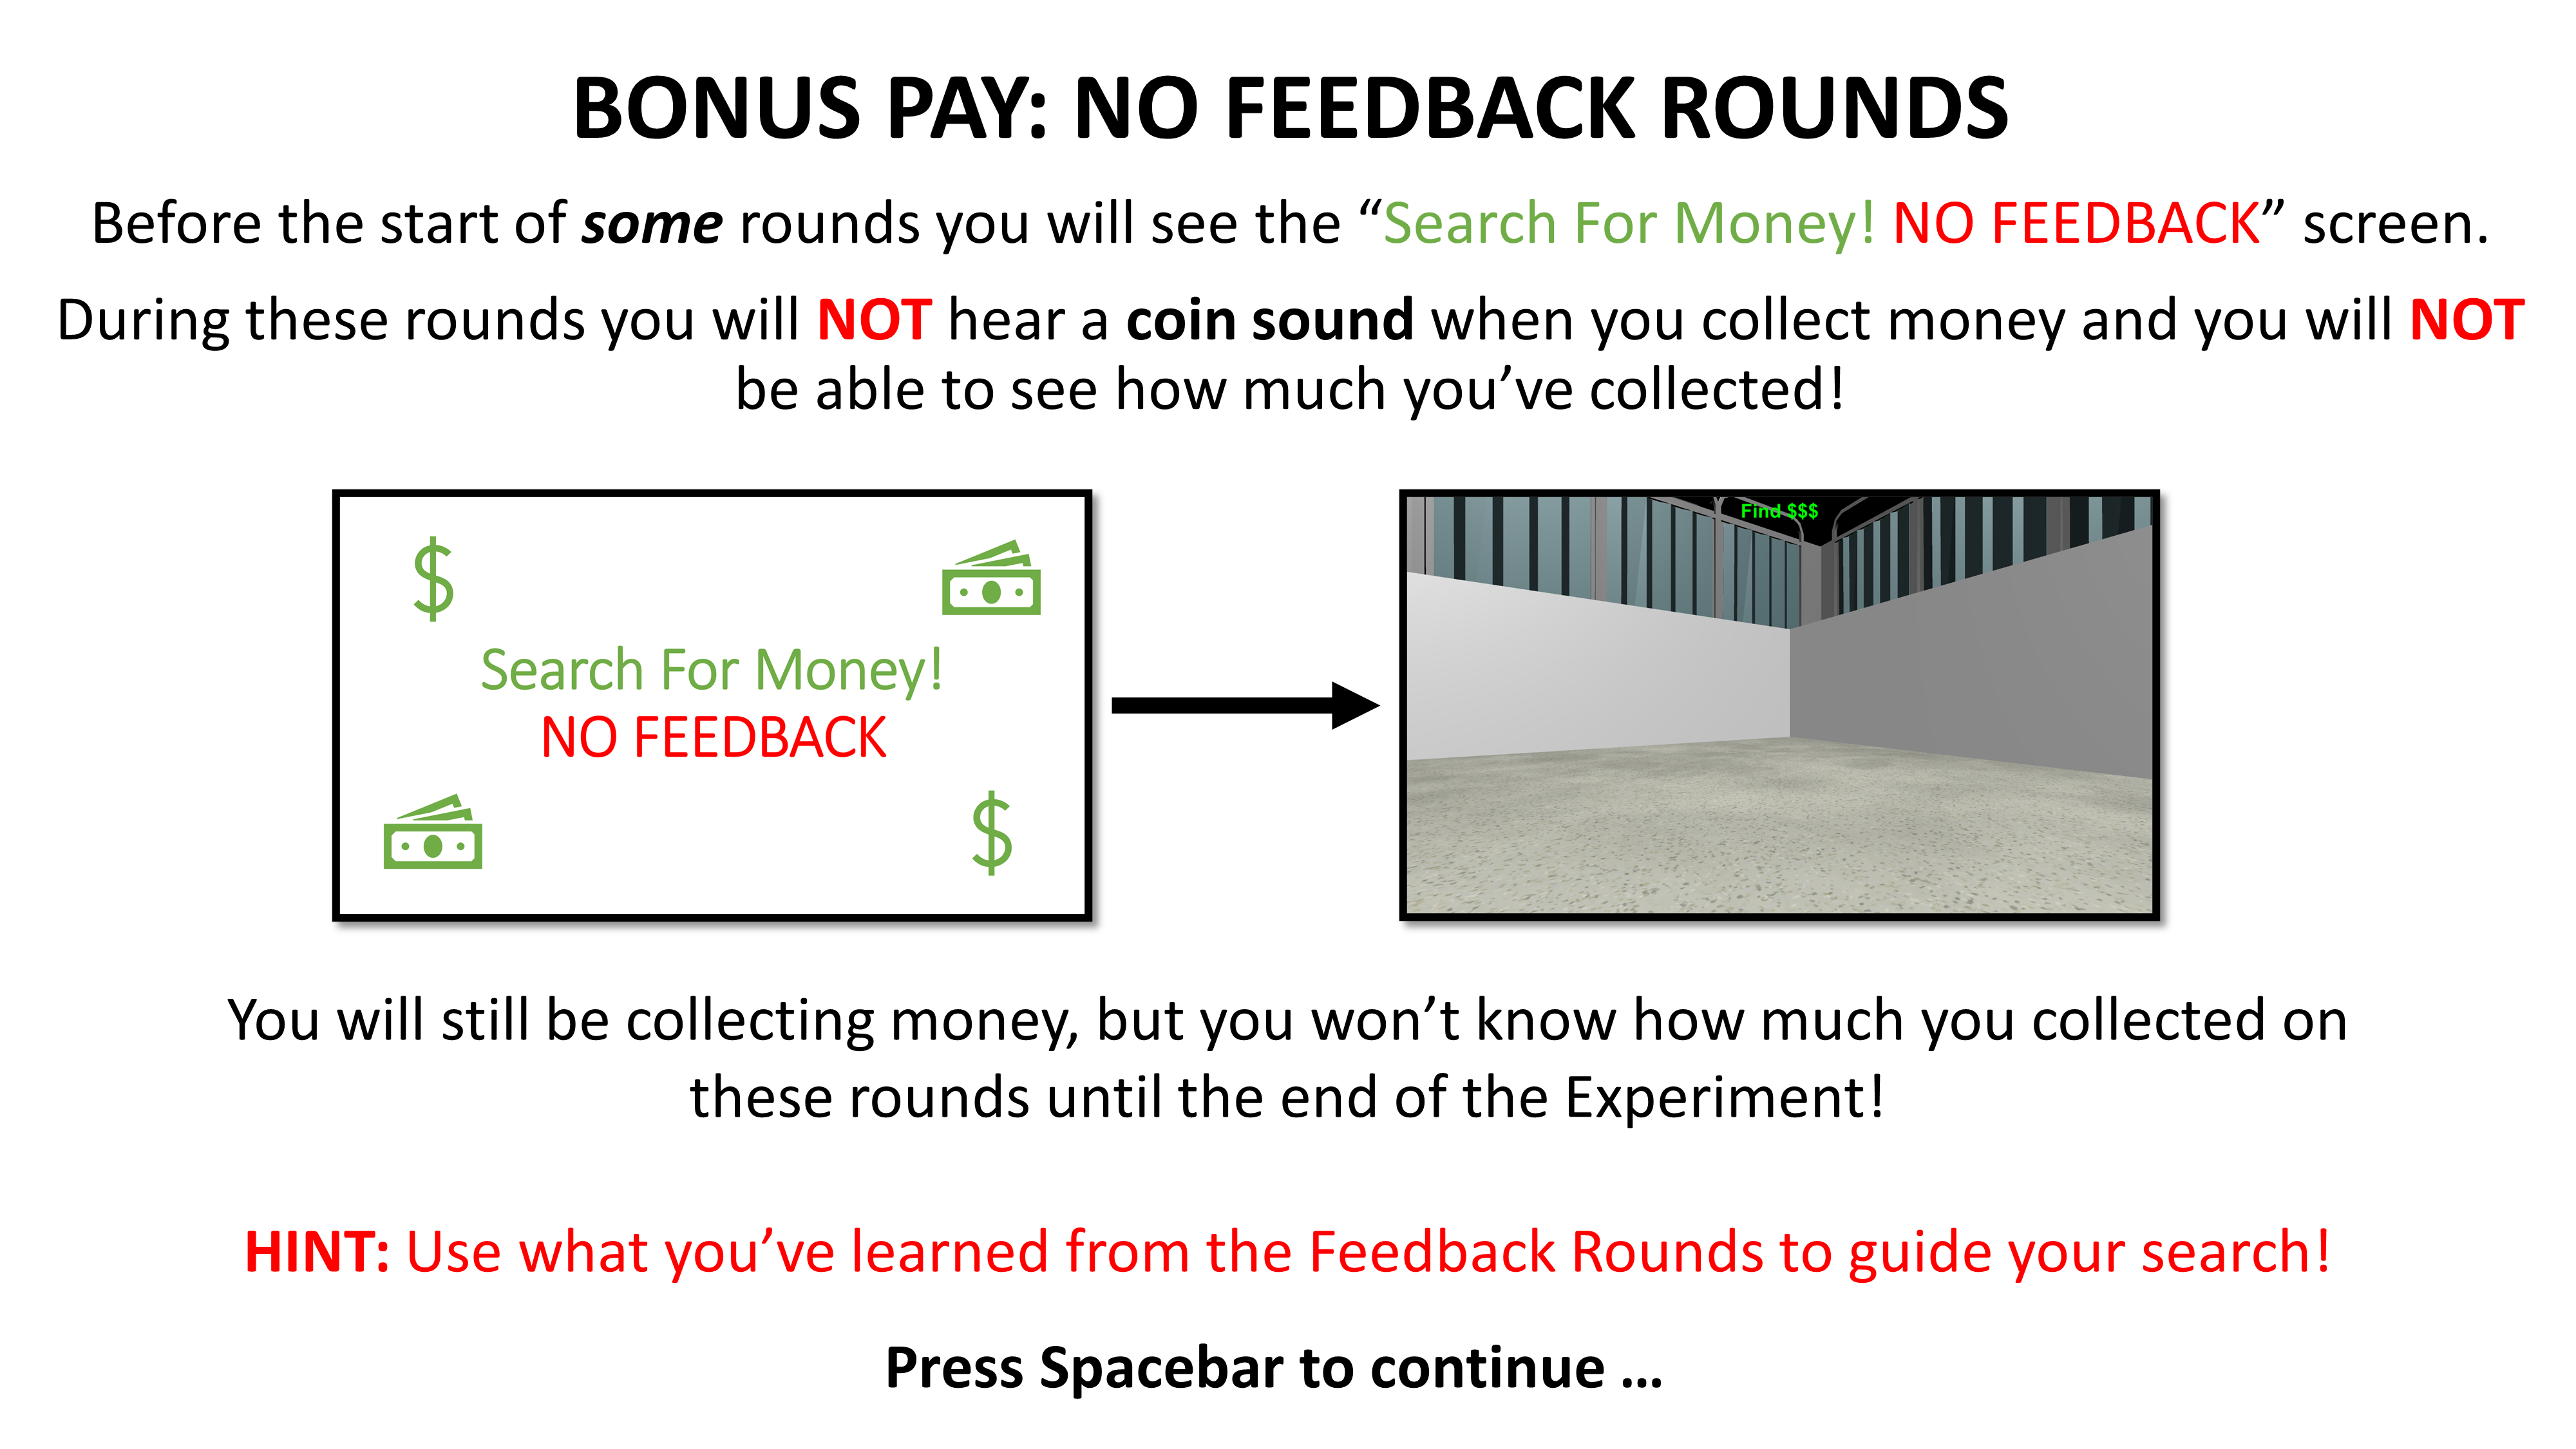 BONUS PAY: NO FEEDBACK ROUNDS
Before the start of some rounds you will see the “Search For Money! NO FEEDBACK” screen.
During these rounds you will NOT hear a coin sound when you collect money and you will NOT
be able to see how much you’ve collected!
$
Search For Money!
NO FEEDBACK
$
Find $$$
You will still be collecting money, but you won’t know how much you collected on
these rounds until the end of the Experiment!
HINT: Use what you’ve learned from the Feedback Rounds to guide your search!
Press Spacebar to continue …